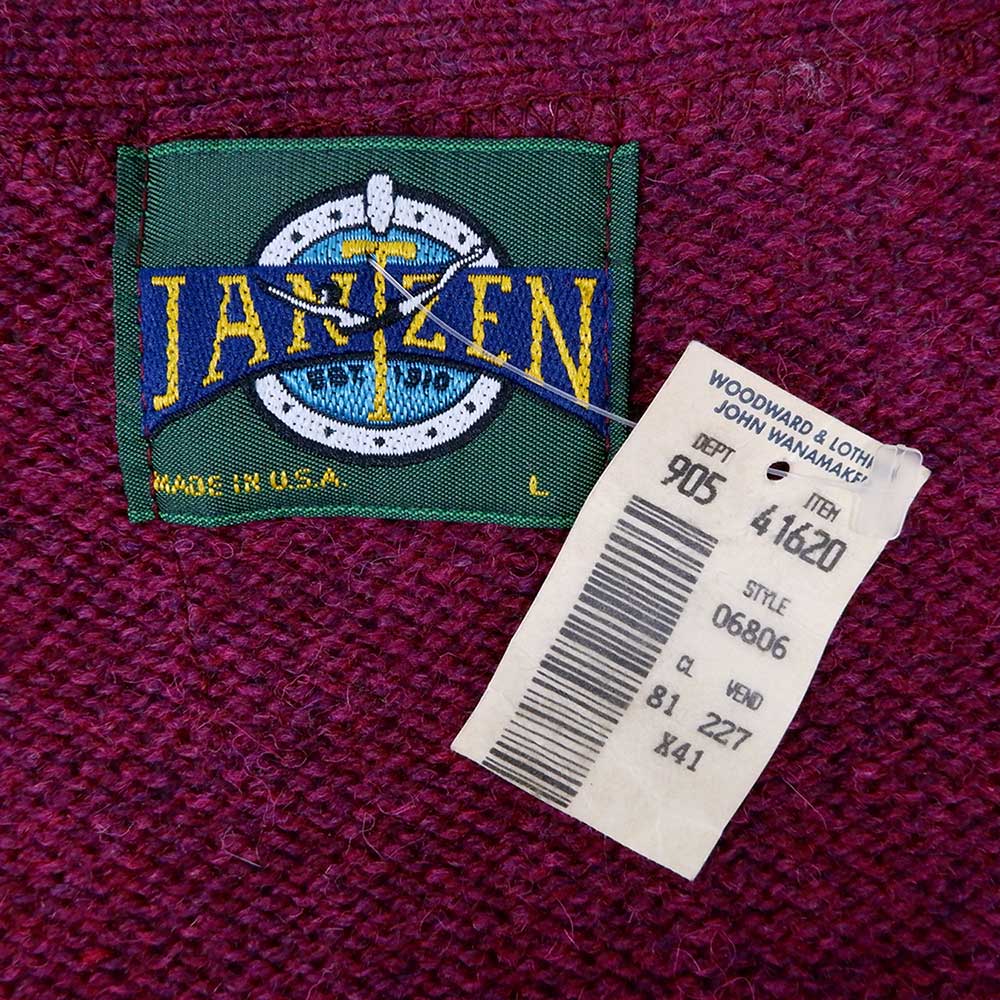 JANTZEN
EST. 1910
MADE IN U.S.A. L
WOODWARD & LOTH
JOHN WANAMAKE
DEPT ITEM
905 41620
STYLE
06806
CL VEND
81 227
X41